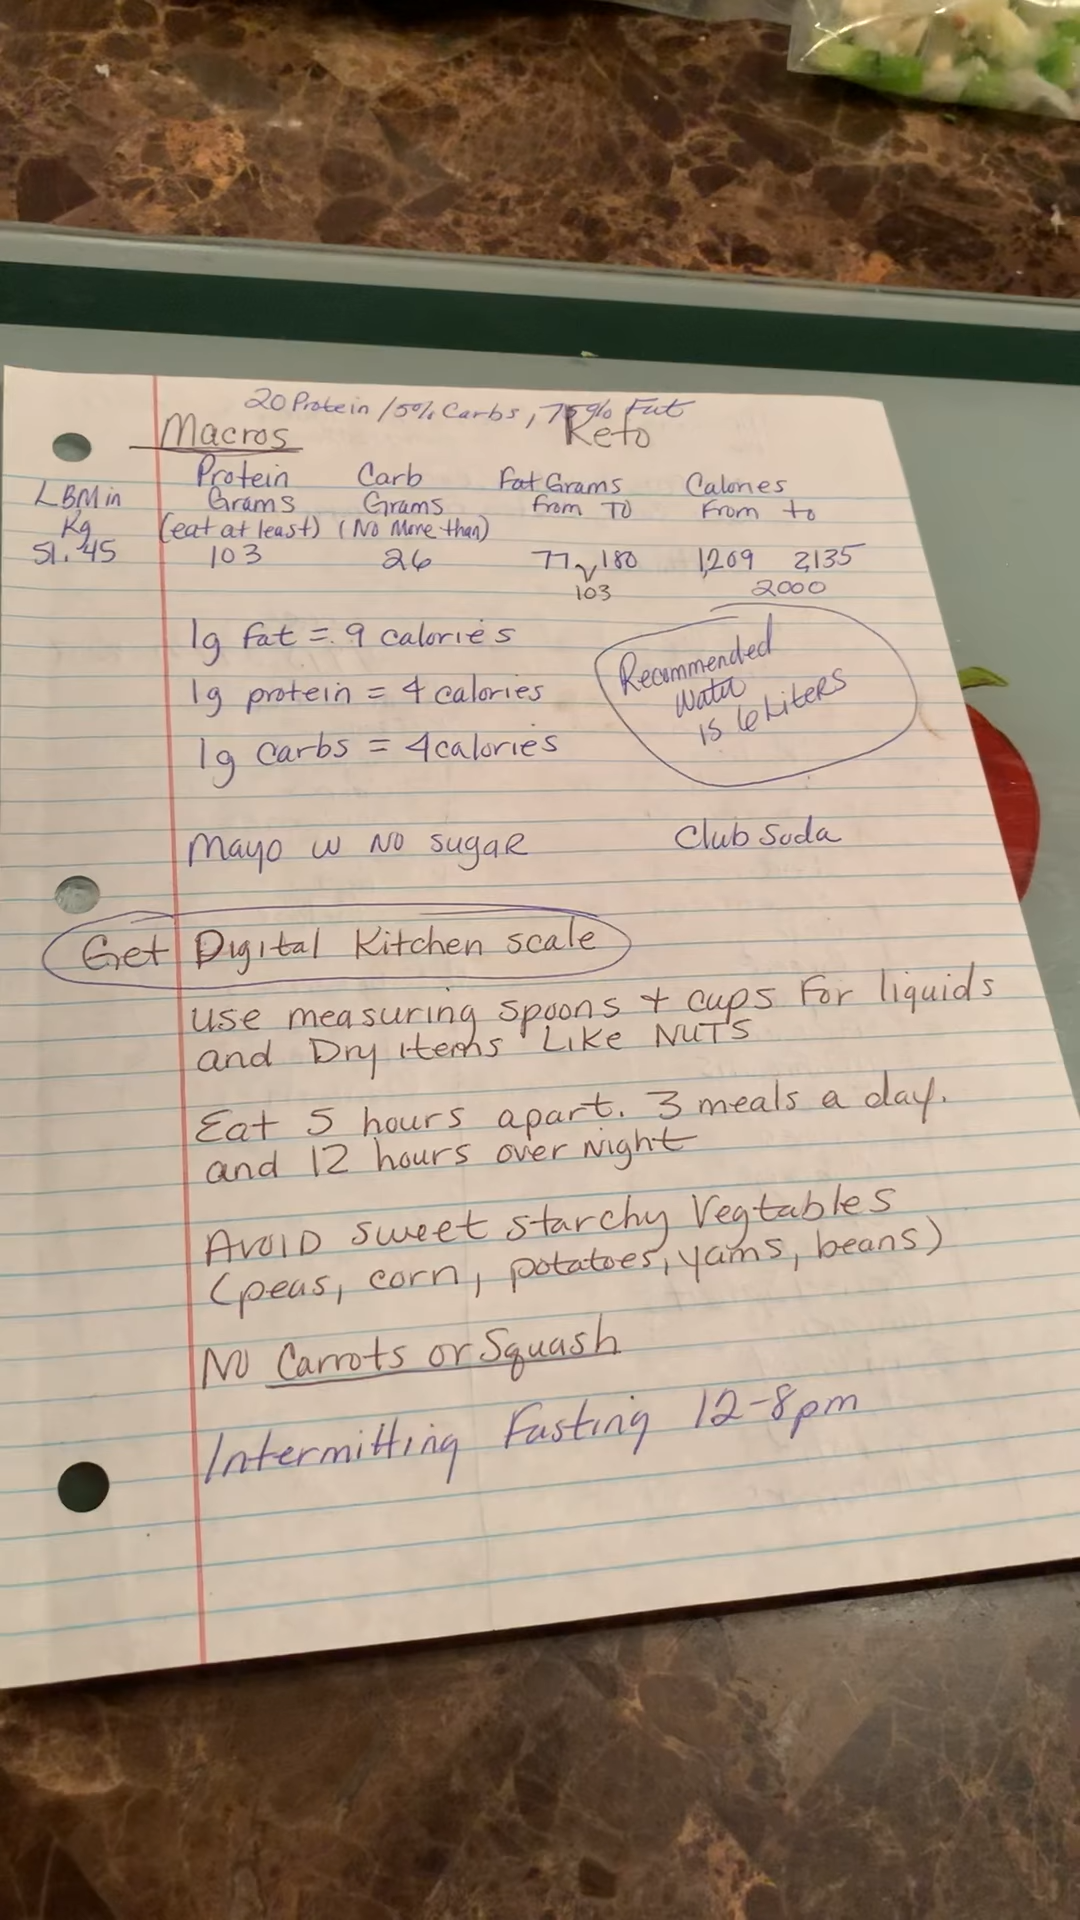 20 Protein /5% Carbs, 75% Fat
Macros Keto
LBM in Kg Protein Grams (eat at least) Carb Grams (No More than) Fat Grams from TO Calories From to
51.45 103 26 77 180 1,209 2,135
103 2000
1g fat = 9 calories
1g protein = 4 calories
1g carbs = 4 calories
Recommended
Water
is 6 Liters
Mayo w No sugar Club Soda
Get Digital Kitchen scale
use measuring spoons + cups For liquids
and Dry items Like NUTS
Eat 5 hours apart. 3 meals a day.
and 12 hours over night
AVOID sweet starchy Vegtables
(peas, corn, potatoes, yams, beans)
NO Carrots or Squash
Intermitting Fasting 12-8pm